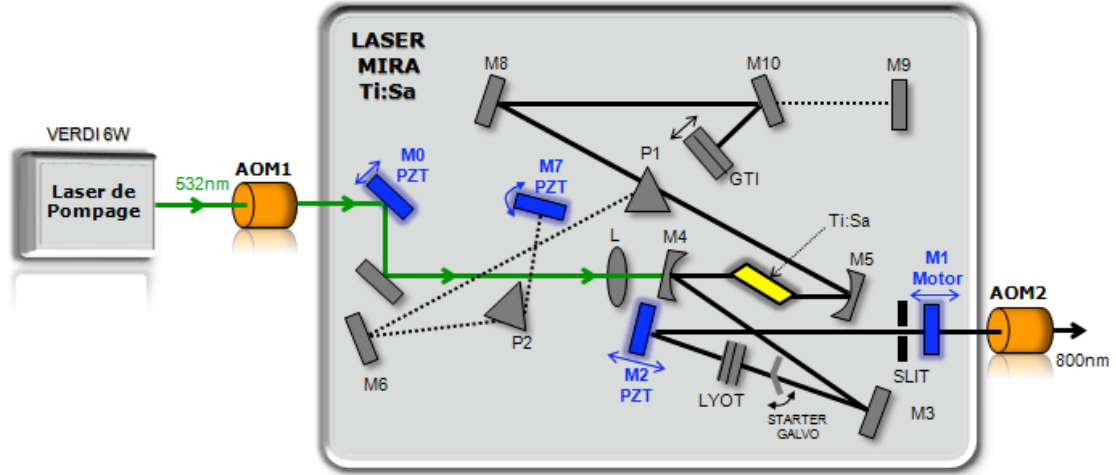 LASER
MIRA
Ti:Sa
M8
M10
M9
VERDI 6W
Laser de
Pompage
532nm
AOM1
M0
PZT
M7
PZT
P1
GTI
Ti:Sa
L
M4
M5
M1
Motor
AOM2
800nm
P2
M6
M2
PZT
LYOT
STARTER
GALVO
SLIT
M3